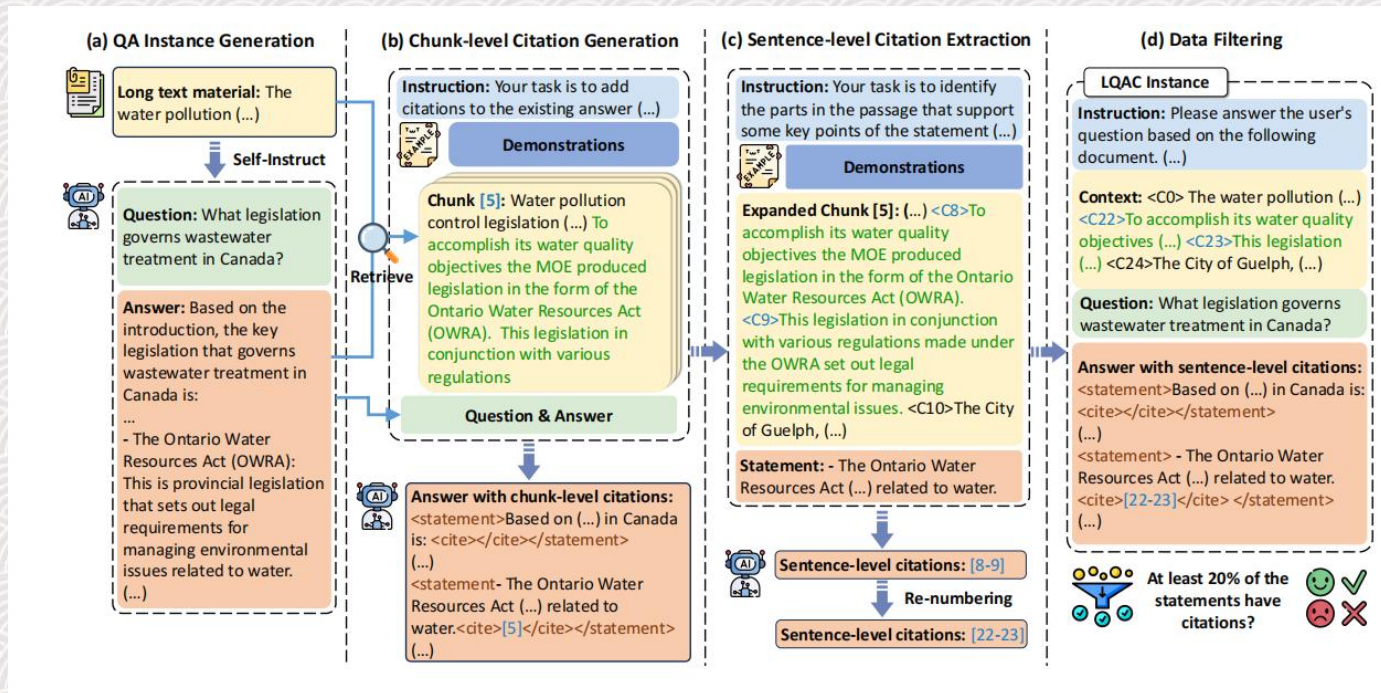 (a) QA Instance Generation
Long text material: The
water pollution (...)
Self-Instruct
AI
Question: What legislation
governs wastewater
treatment in Canada?
Answer: Based on the
introduction, the key
legislation that governs
wastewater treatment in
Canada is:
...
- The Ontario Water
Resources Act (OWRA):
This is provincial legislation
that sets out legal
requirements for
managing environmental
issues related to water.
(...)
Retrieve
(b) Chunk-level Citation Generation
Instruction: Your task is to add
citations to the existing answer (...)
EXAMPLE
Demonstrations
Chunk [5]: Water pollution
control legislation (...) To
accomplish its water quality
objectives the MOE produced
legislation in the form of the
Ontario Water Resources Act
(OWRA). This legislation in
conjunction with various
regulations
Question & Answer
AI
Answer with chunk-level citations:
<statement>Based on (...) in Canada
is: <cite></cite></statement>
(...)
<statement- The Ontario Water
Resources Act (...) related to
water.<cite>[5]</cite></statement>
(...)
(c) Sentence-level Citation Extraction
Instruction: Your task is to identify
the parts in the passage that support
some key points of the statement (...)
EXAMPLE
Demonstrations
Expanded Chunk [5]: (...) <C8>To
accomplish its water quality
objectives the MOE produced
legislation in the form of the Ontario
Water Resources Act (OWRA).
<C9>This legislation in conjunction
with various regulations made under
the OWRA set out legal
requirements for managing
environmental issues. <C10>The City
of Guelph, (...)
Statement: - The Ontario Water
Resources Act (...) related to water.
AI
Sentence-level citations: [8-9]
Re-numbering
Sentence-level citations: [22-23]
(d) Data Filtering
LQAC Instance
Instruction: Please answer the user's
question based on the following
document. (...)
Context: <C0> The water pollution (...)
<C22>To accomplish its water quality
objectives (...) <C23>This legislation
(...) <C24>The City of Guelph, (...)
Question: What legislation governs
wastewater treatment in Canada?
Answer with sentence-level citations:
<statement>Based on (...) in Canada is:
<cite></cite></statement>
(...)
<statement> - The Ontario Water
Resources Act (...) related to water.
<cite>[22-23]</cite> </statement>
(...)
At least 20% of the
statements have
citations?